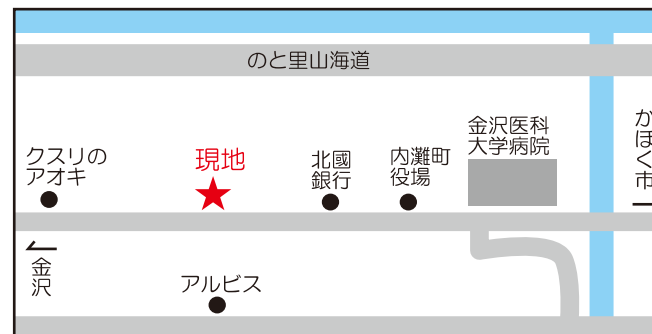 のと里山海道
クスリの
アオキ
現地
北國
銀行
内灘町
役場
金沢医科
大学病院
かほく市
金沢
アルビス